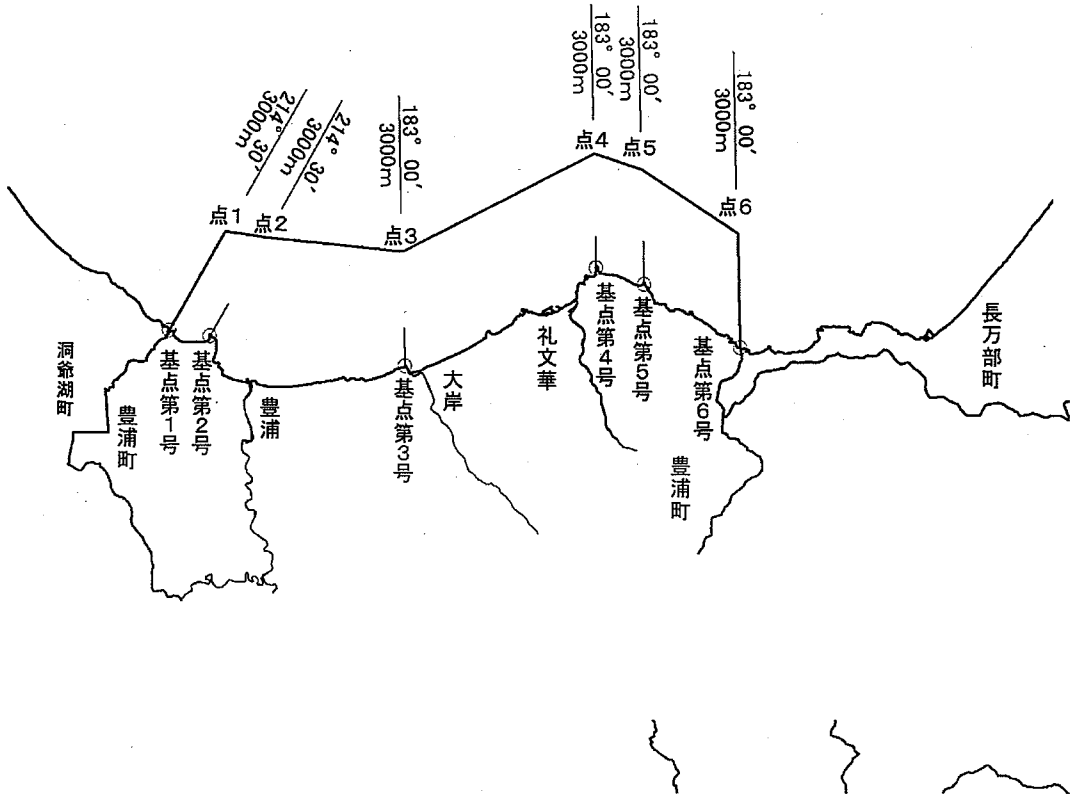 214° 30′
3000m
214° 30′
3000m
183° 00′
3000m
183° 00′
3000m
183° 00′
3000m
183° 00′
3000m
点1
点2
点3
点4
点5
点6
洞爺湖町
豊浦町
基点第1号
基点第2号
豊浦
基点第3号
大岸
礼文華
基点第4号
基点第5号
基点第6号
豊浦町
長万部町